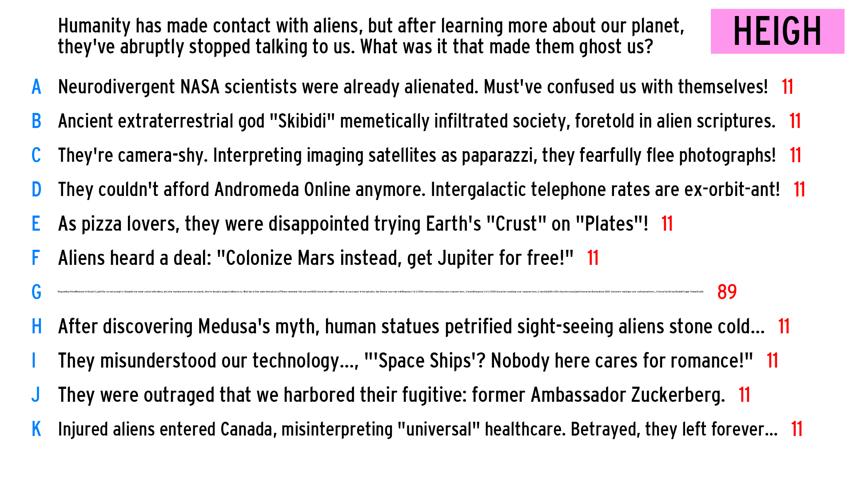 Humanity has made contact with aliens, but after learning more about our planet,
they've abruptly stopped talking to us. What was it that made them ghost us?
HEIGH
A Neurodivergent NASA scientists were already alienated. Must've confused us with themselves! 11
B Ancient extraterrestrial god "Skibidi" memetically infiltrated society, foretold in alien scriptures. 11
C They're camera-shy. Interpreting imaging satellites as paparazzi, they fearfully flee photographs! 11
D They couldn't afford Andromeda Online anymore. Intergalactic telephone rates are ex-orbit-ant! 11
E As pizza lovers, they were disappointed trying Earth's "Crust" on "Plates"! 11
F Aliens heard a deal: "Colonize Mars instead, get Jupiter for free!" 11
G 89
H After discovering Medusa's myth, human statues petrified sight-seeing aliens stone cold... 11
I They misunderstood our technology..., "'Space Ships'? Nobody here cares for romance!" 11
J They were outraged that we harbored their fugitive: former Ambassador Zuckerberg. 11
K Injured aliens entered Canada, misinterpreting "universal" healthcare. Betrayed, they left forever... 11